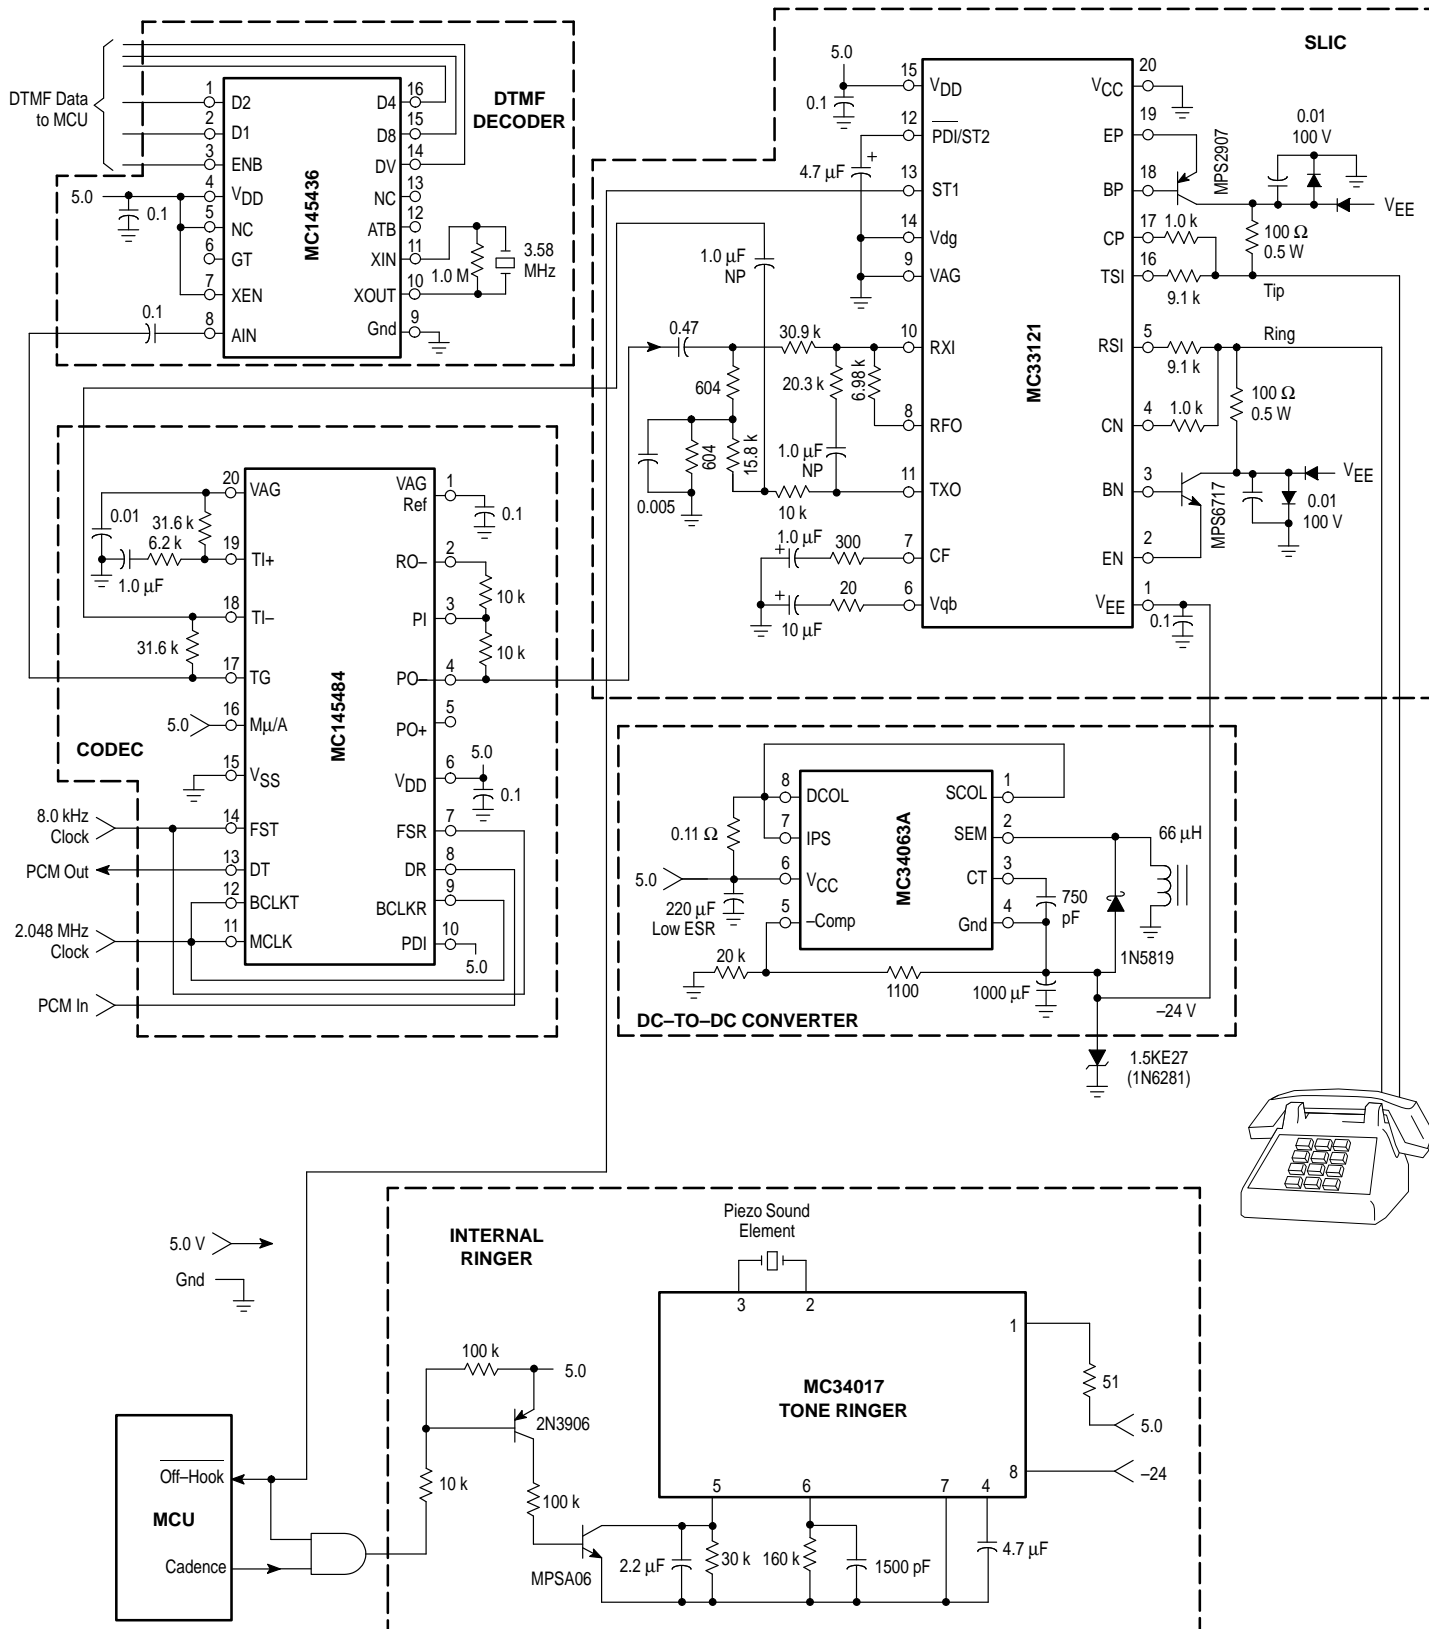 DTMF Data
to MCU
DTMF
DECODER
MC145436
1
D2
2
D1
3
ENB
4
VDD
5
NC
6
GT
7
XEN
8
AIN
16
D4
15
D8
14
DV
13
NC
12
ATB
11
XIN
10
XOUT
9
Gnd
5.0
0.1
0.1
1.0 M
3.58
MHz
SLIC
MC33121
5.0
0.1
15
VDD
12
PDI/ST2
4.7 µF
+
13
ST1
14
Vdg
9
VAG
10
RXI
8
RFO
11
TXO
7
CF
6
Vqb
20
VCC
19
EP
18
BP
17
CP
16
TSI
5
RSI
4
CN
3
BN
2
EN
1
VEE
0.1
MPS2907
0.01
100 V
VEE
1.0 k
100 Ω
0.5 W
9.1 k
Tip
Ring
9.1 k
100 Ω
0.5 W
1.0 k
VEE
MPS6717
0.01
100 V
1.0 µF
NP
0.47
30.9 k
604
20.3 k
6.98 k
604
15.8 k
1.0 µF
NP
0.005
10 k
1.0 µF
+
300
+
20
10 µF
CODEC
MC145484
20
VAG
19
TI+
18
TI–
17
TG
16
Mµ/A
15
VSS
14
FST
13
DT
12
BCLKT
11
MCLK
1
VAG
Ref
2
RO–
3
PI
4
PO–
5
PO+
6
VDD
7
FSR
8
DR
9
BCLKR
10
PDI
0.01
31.6 k
6.2 k
1.0 µF
31.6 k
5.0
0.1
10 k
10 k
5.0
0.1
5.0
8.0 kHz
Clock
PCM Out
2.048 MHz
Clock
PCM In
DC–TO–DC CONVERTER
MC34063A
8
DCOL
7
IPS
6
VCC
5
–Comp
1
SCOL
2
SEM
3
CT
4
Gnd
0.11 Ω
5.0
220 µF
Low ESR
20 k
1100
1000 µF
750
pF
66 µH
1N5819
–24 V
1.5KE27
(1N6281)
5.0 V
Gnd
INTERNAL
RINGER
Piezo Sound
Element
3
2
MC34017
TONE RINGER
1
8
5
6
7
4
51
5.0
–24
100 k
5.0
2N3906
10 k
100 k
MPSA06
2.2 µF
30 k
160 k
1500 pF
4.7 µF
MCU
Off–Hook
Cadence